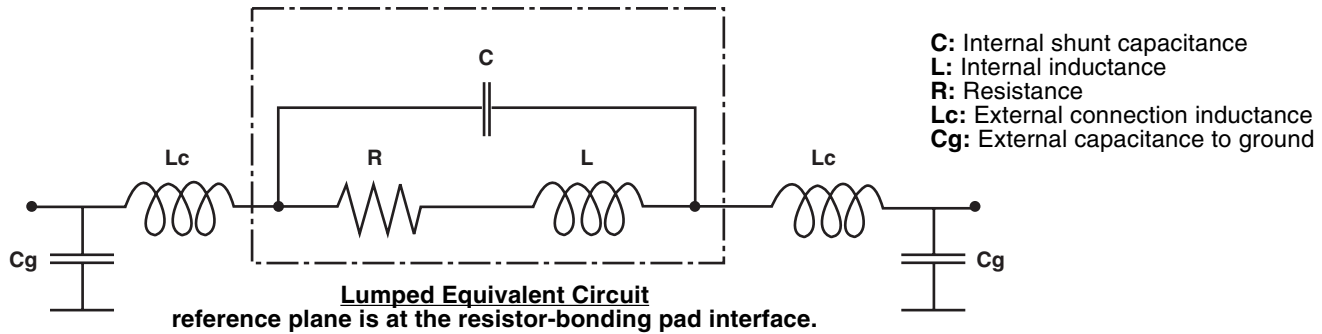 C
C: Internal shunt capacitance
L: Internal inductance
R: Resistance
Lc: External connection inductance
Cg: External capacitance to ground
Lc
R
L
Lc
Cg
Cg
Lumped Equivalent Circuit
reference plane is at the resistor-bonding pad interface.